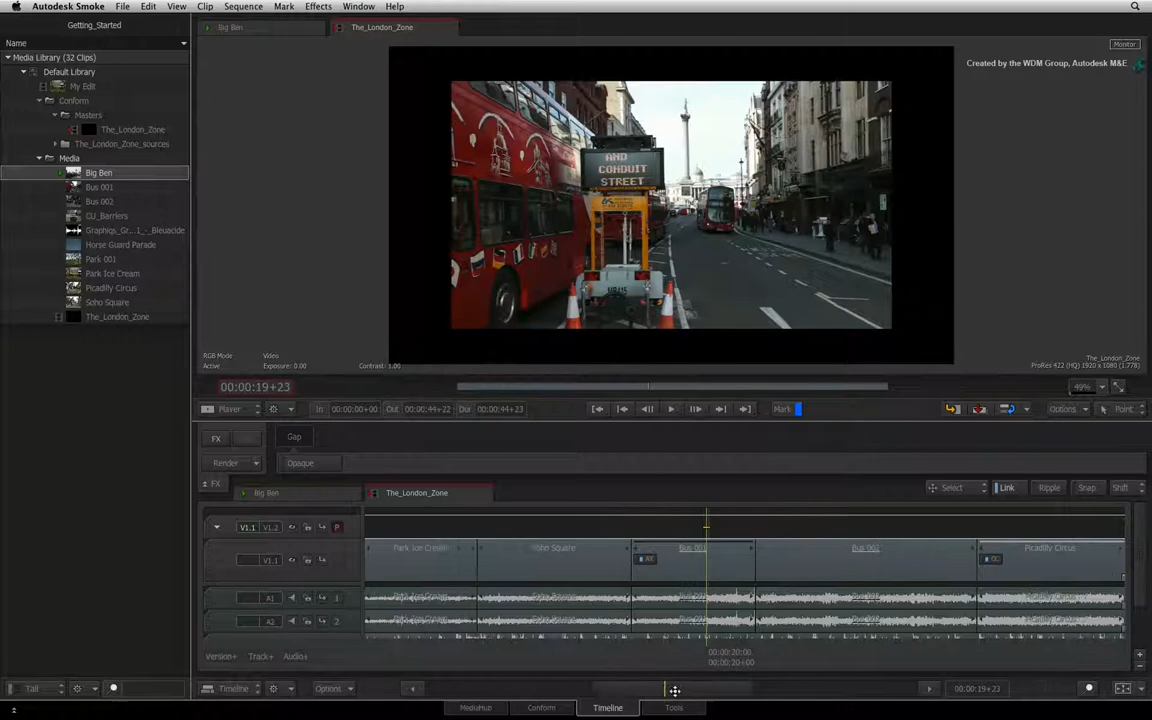 Autodesk Smoke File Edit View Clip Sequence Mark Effects Window Help
Getting_Started
Big Ben
The_London_Zone
Name
Monitor
Media Library (32 Clips)
Created by the WDM Group, Autodesk M&E
Default Library
My Edit
Conform
Masters
The_London_Zone
The_London_Zone_sources
Media
Big Ben
Bus 001
Bus 002
CU_Barriers
Graphiqs_Gr...1_-_Bleuacide
Horse Guard Parade
Park 001
Park Ice Cream
Picadilly Circus
Soho Square
The_London_Zone
AND
CONDUIT
STREET
RGB Mode Video
Active Exposure: 0.00 Contrast: 1.00
The_London_Zone
ProRes 422 (HQ) 1920 x 1080 (1.778)
00:00:19+23
49%
Player In 00:00:00+00 Out 00:00:44+22 Dur 00:00:44+23 Mark Options Point
FX Gap
Render Opaque
FX Big Ben The_London_Zone Select Link Ripple Snap Shift
V1.1 V1.2 P
V1.1 Park Ice Cream Soho Square Bus 001 Bus 002 Picadilly Circus
AX CC
A1 1
A2 2
00:00:20:00
00:00:20+00
Version+ Track+ Audio+
Tall Timeline Options 00:00:19+23
MediaHub Conform Timeline Tools